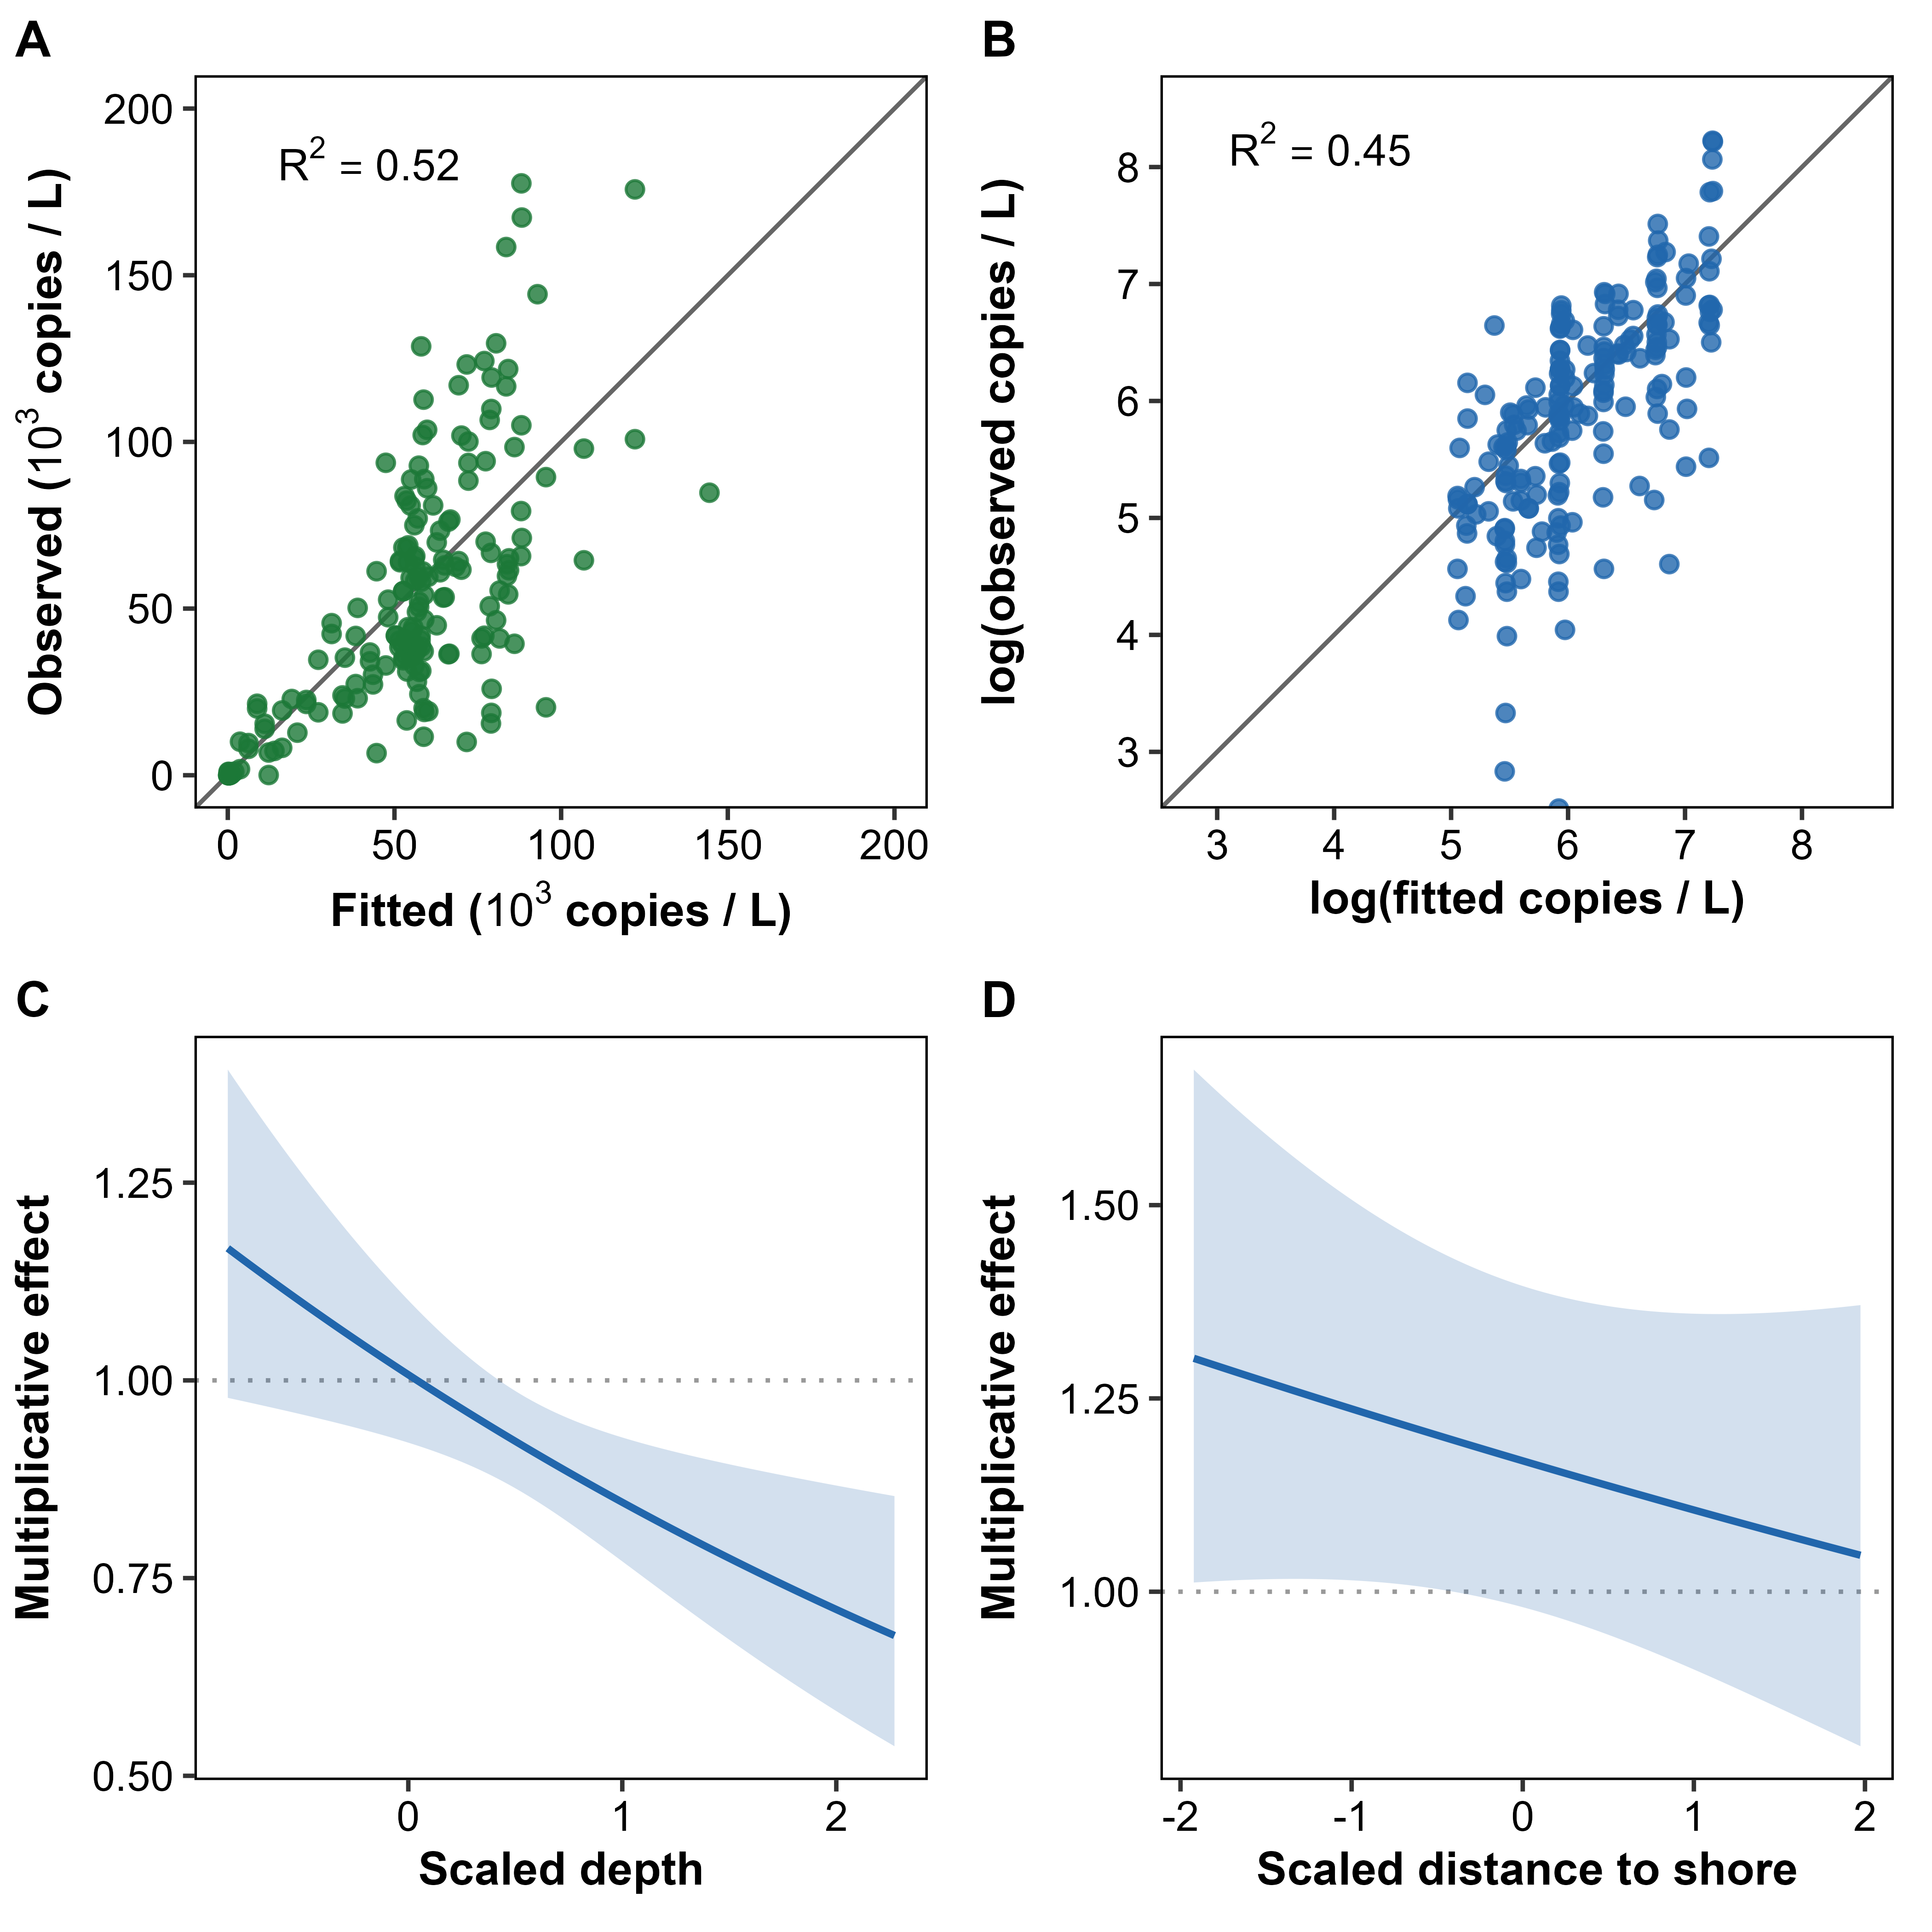 A
R² = 0.52
200
150
100
50
0
0 50 100 150 200
Observed (10³ copies / L)
Fitted (10³ copies / L)
B
R² = 0.45
8
7
6
5
4
3
3 4 5 6 7 8
log(observed copies / L)
log(fitted copies / L)
C
1.25
1.00
0.75
0.50
0 1 2
Multiplicative effect
Scaled depth
D
1.50
1.25
1.00
-2 -1 0 1 2
Multiplicative effect
Scaled distance to shore